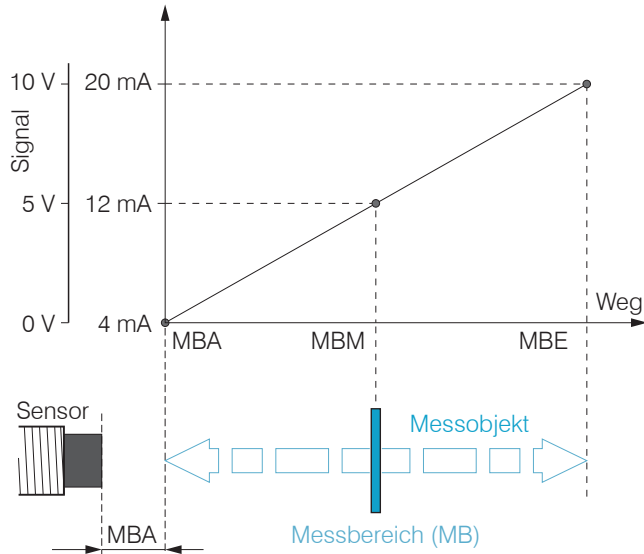 10 V
20 mA
Signal
5 V
12 mA
0 V
4 mA
Weg
MBA
MBM
MBE
Sensor
Messobjekt
Messbereich (MB)
MBA